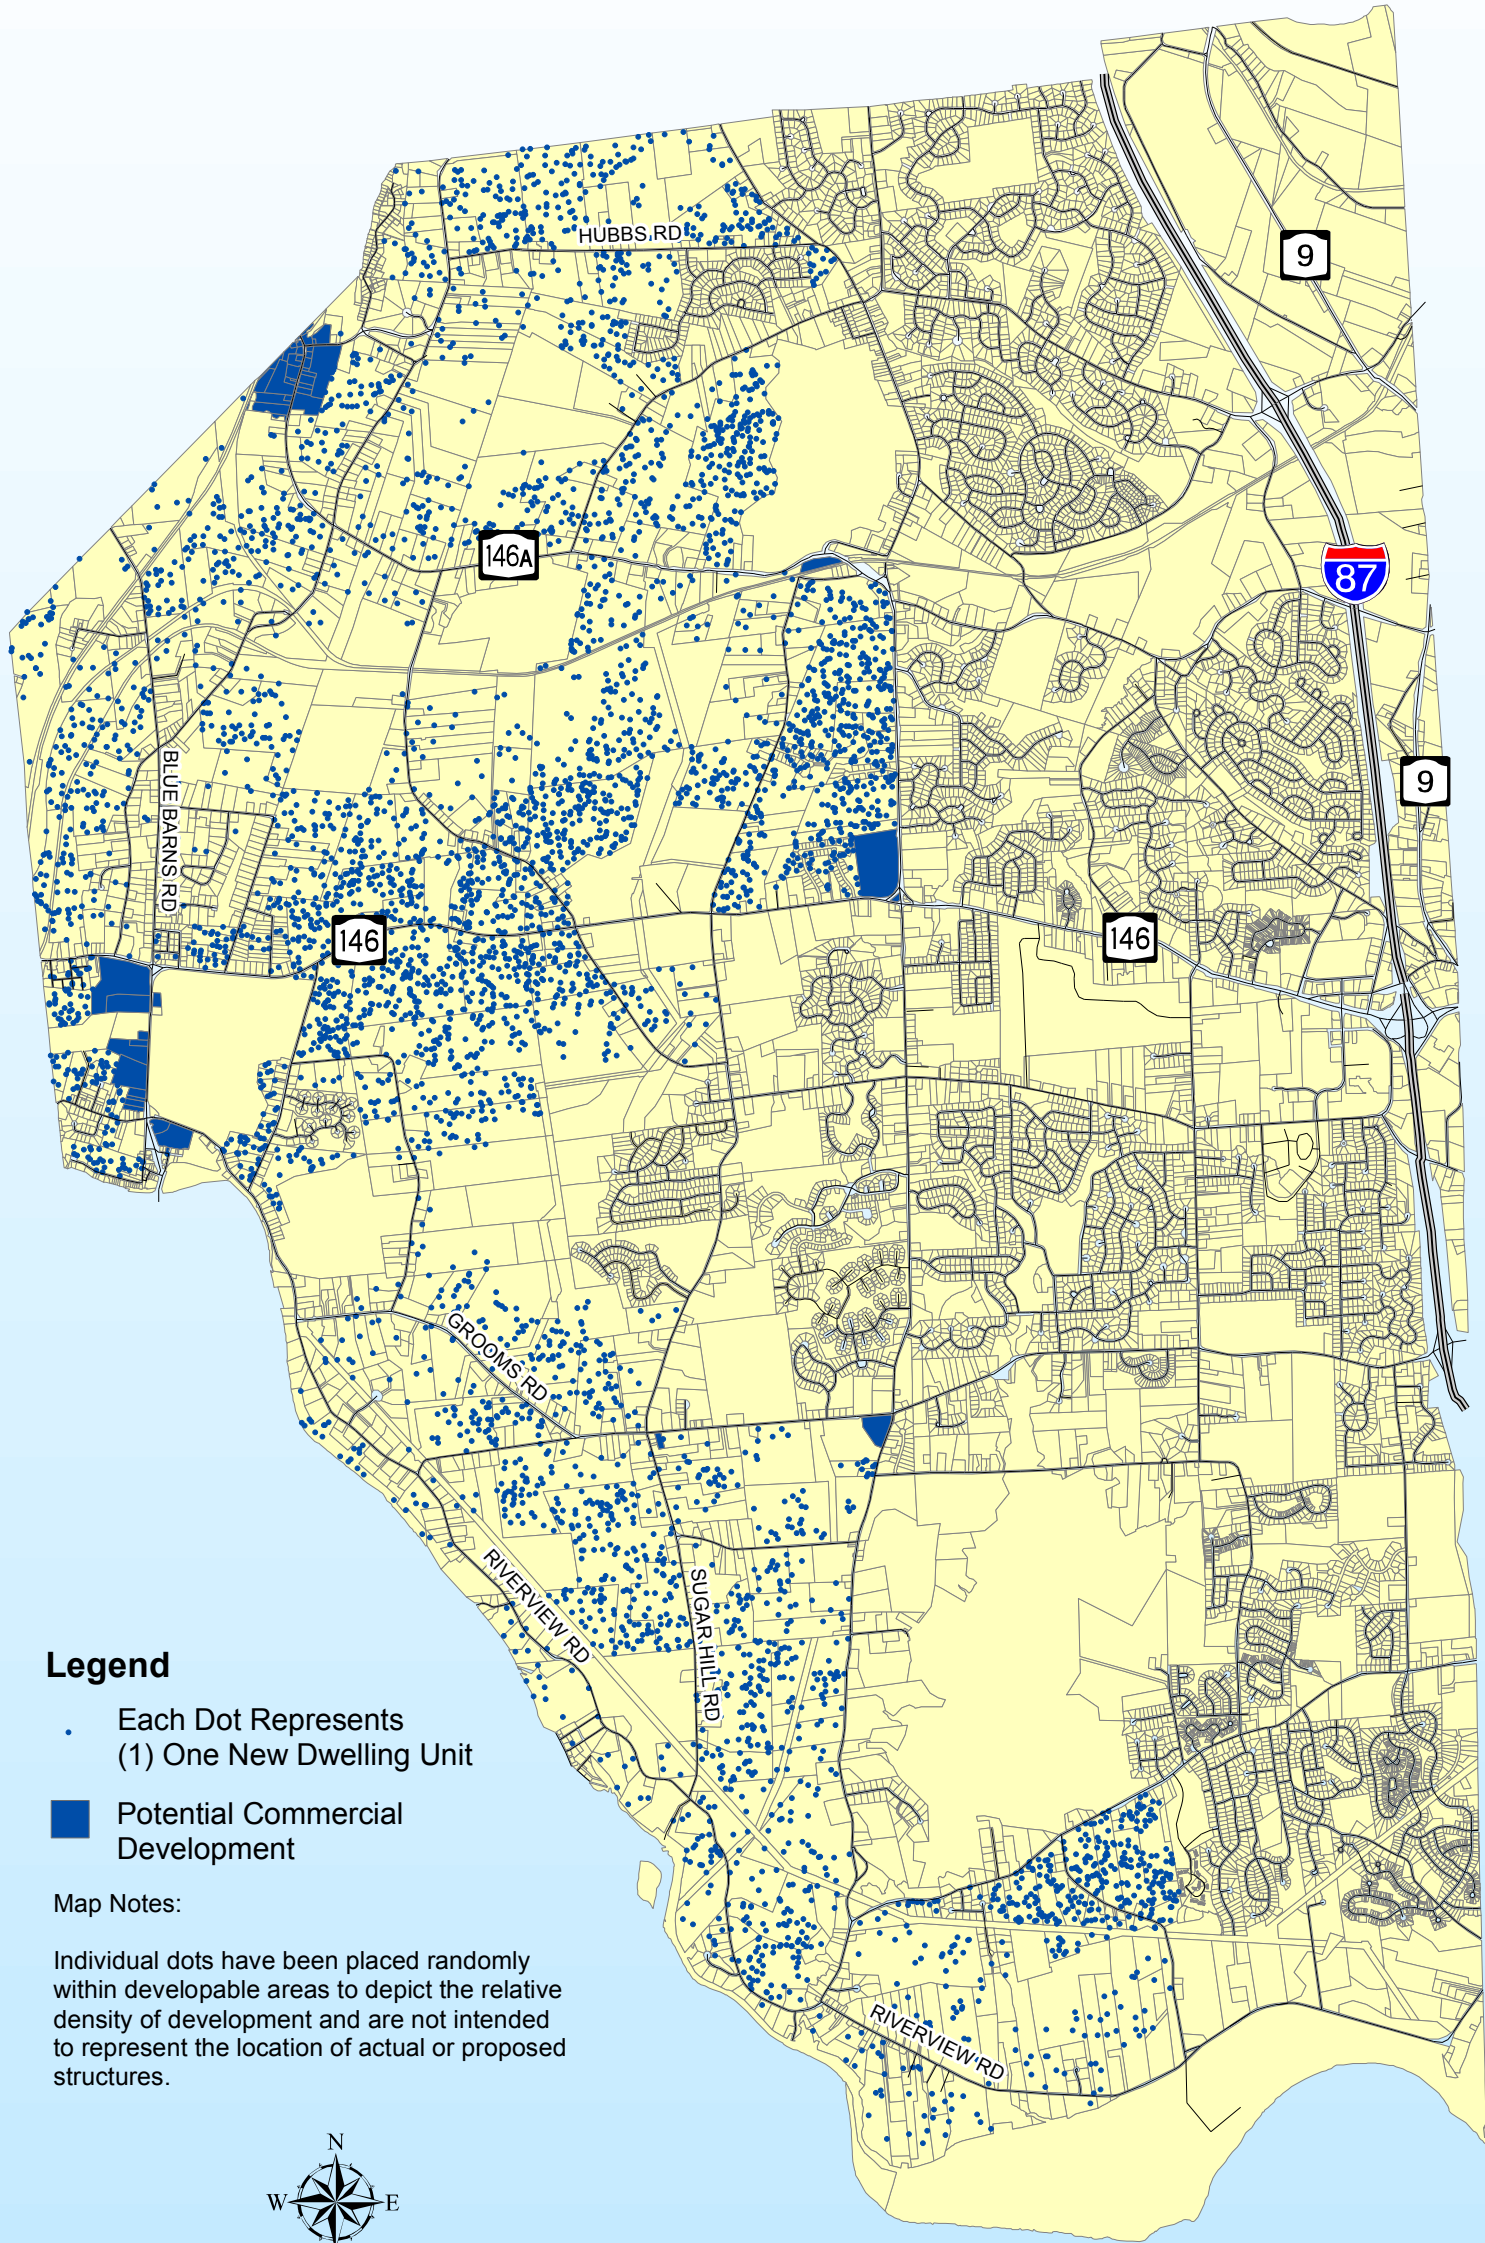 HUBBS RD
9
146A
87
BLUE BARNS RD
9
146
146
GROOMS RD
RIVERVIEW RD
SUGAR HILL RD
RIVERVIEW RD
Legend
Each Dot Represents
(1) One New Dwelling Unit
Potential Commercial
Development
Map Notes:
Individual dots have been placed randomly
within developable areas to depict the relative
density of development and are not intended
to represent the location of actual or proposed
structures.
N
W E